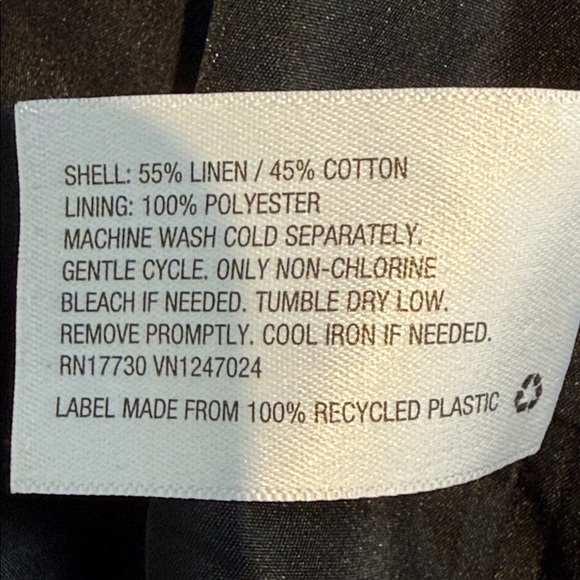 SHELL: 55% LINEN / 45% COTTON
LINING: 100% POLYESTER
MACHINE WASH COLD SEPARATELY.
GENTLE CYCLE. ONLY NON-CHLORINE
BLEACH IF NEEDED. TUMBLE DRY LOW.
REMOVE PROMPTLY. COOL IRON IF NEEDED.
RN17730 VN1247024
LABEL MADE FROM 100% RECYCLED PLASTIC